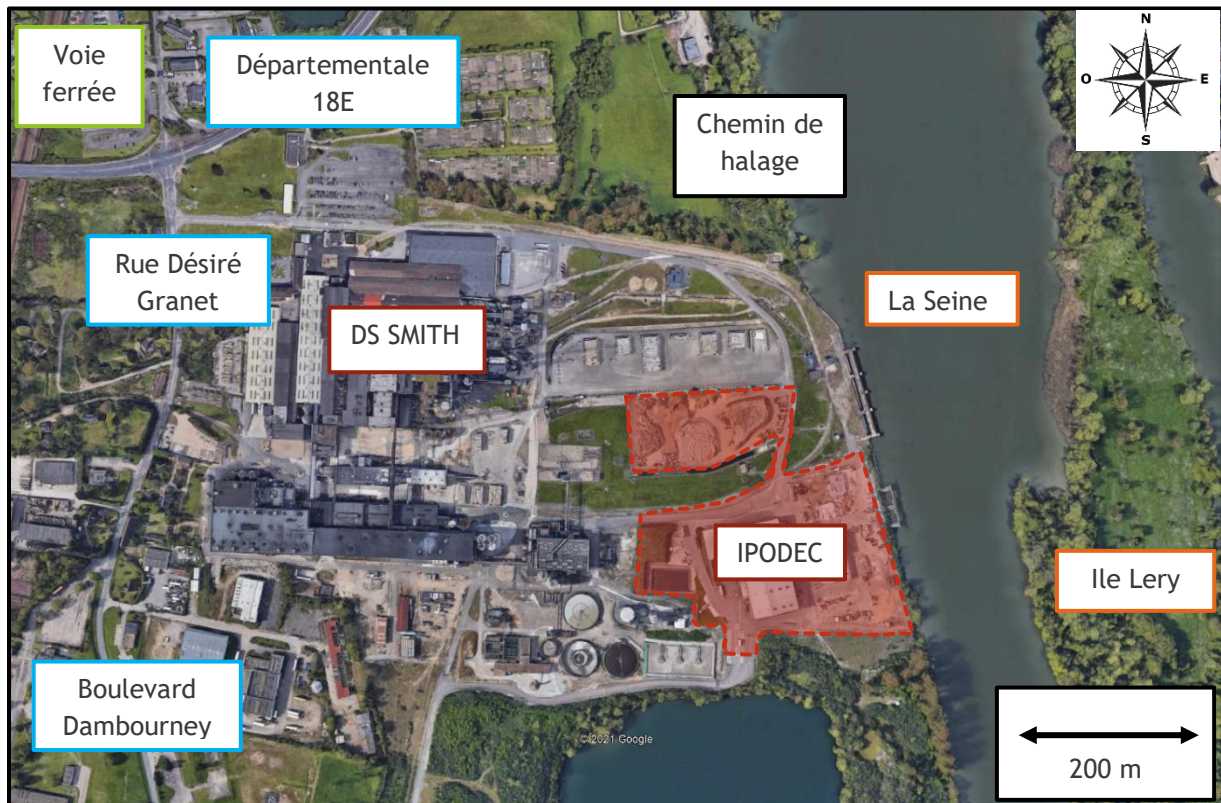 Voie
ferrée
Départementale
18E
N
O
E
S
Chemin de
halage
Rue Désiré
Granet
La Seine
DS SMITH
IPODEC
Ile Lery
Boulevard
Dambourney
© 2021 Google
200 m